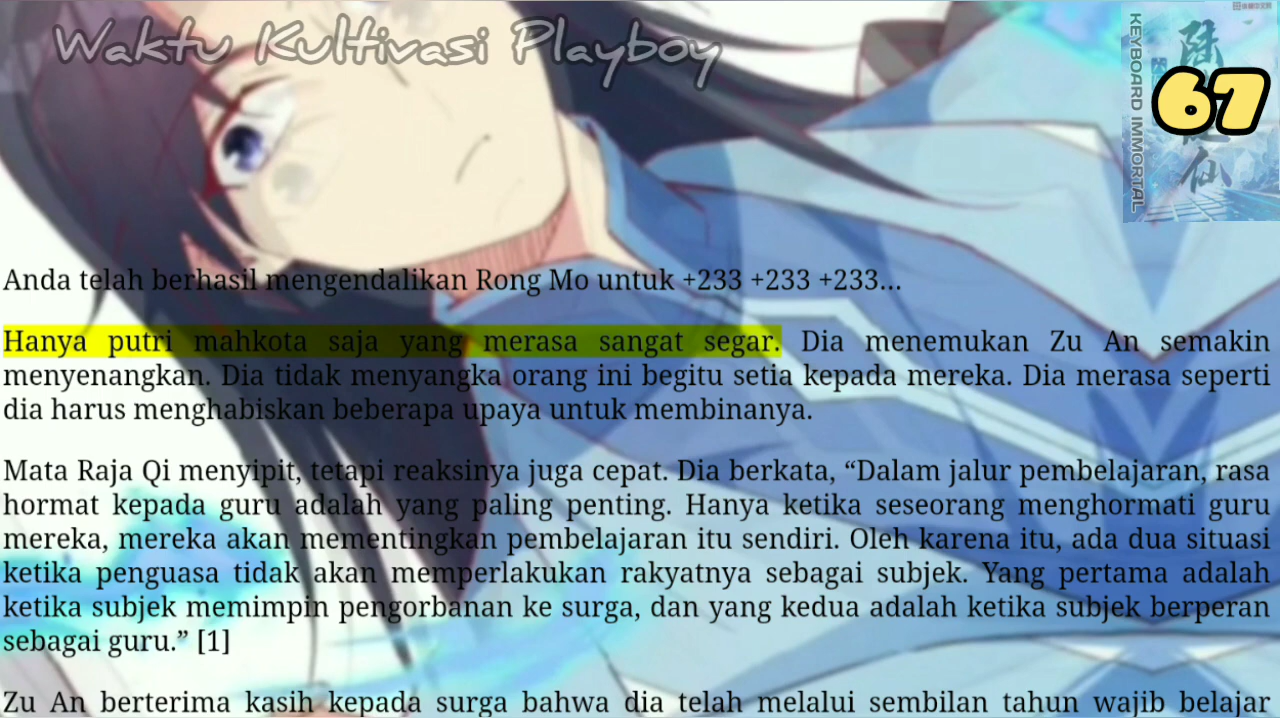 Waktu Kultivasi Playboy
KEYBOARD IMMORTAL
67
仙
Anda telah berhasil mengendalikan Rong Mo untuk +233 +233 +233...
Hanya putri mahkota saja yang merasa sangat segar. Dia menemukan Zu An semakin
menyenangkan. Dia tidak menyangka orang ini begitu setia kepada mereka. Dia merasa seperti
dia harus menghabiskan beberapa upaya untuk membinanya.
Mata Raja Qi menyipit, tetapi reaksinya juga cepat. Dia berkata, “Dalam jalur pembelajaran, rasa
hormat kepada guru adalah yang paling penting. Hanya ketika seseorang menghormati guru
mereka, mereka akan mementingkan pembelajaran itu sendiri. Oleh karena itu, ada dua situasi
ketika penguasa tidak akan memperlakukan rakyatnya sebagai subjek. Yang pertama adalah
ketika subjek memimpin pengorbanan ke surga, dan yang kedua adalah ketika subjek berperan
sebagai guru.” [1]
Zu An berterima kasih kepada surga bahwa dia telah melalui sembilan tahun wajib belajar